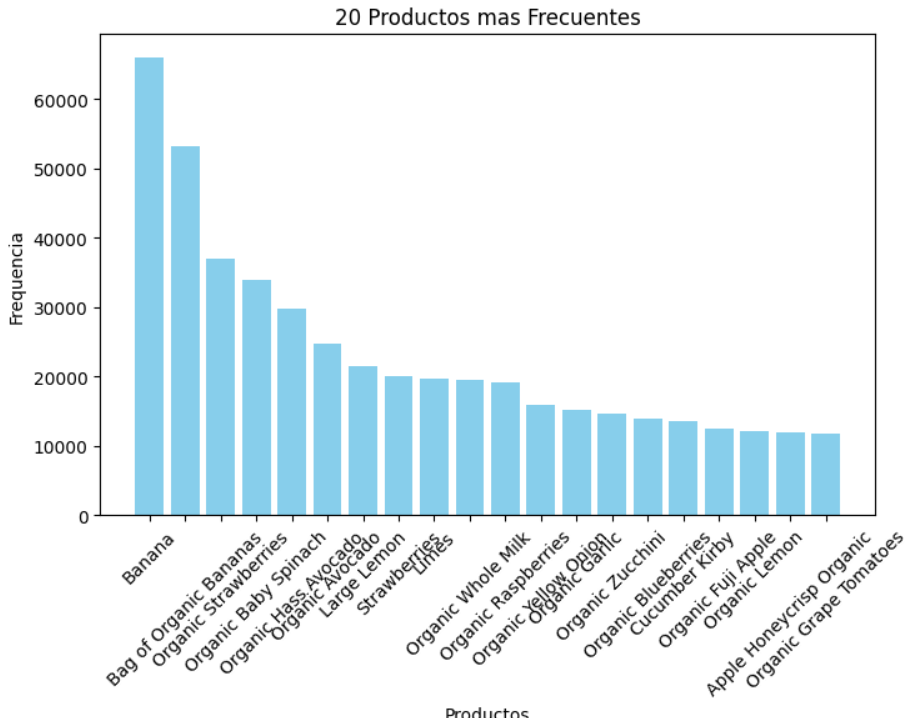 20 Productos mas Frecuentes
Frequencia
60000
50000
40000
30000
20000
10000
0
Banana
Bag of Organic Bananas
Organic Strawberries
Organic Baby Spinach
Organic Hass Avocado
Organic Avocado
Large Lemon
Strawberries
Limes
Organic Whole Milk
Organic Raspberries
Organic Yellow Onion
Organic Garlic
Organic Zucchini
Organic Blueberries
Cucumber Kirby
Organic Fuji Apple
Organic Lemon
Apple Honeycrisp Organic
Organic Grape Tomatoes
Productos